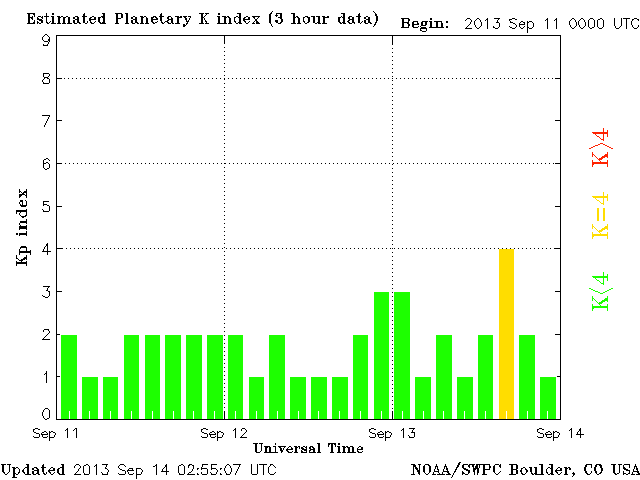 Estimated Planetary K index (3 hour data) Begin: 2013 Sep 11 0000 UTC
9
8
7
6
5
4
3
2
1
0
Kp index
K>4
K=4
K<4
Sep 11 Sep 12 Sep 13 Sep 14
Universal Time
Updated 2013 Sep 14 02:55:07 UTC NOAA/SWPC Boulder, CO USA